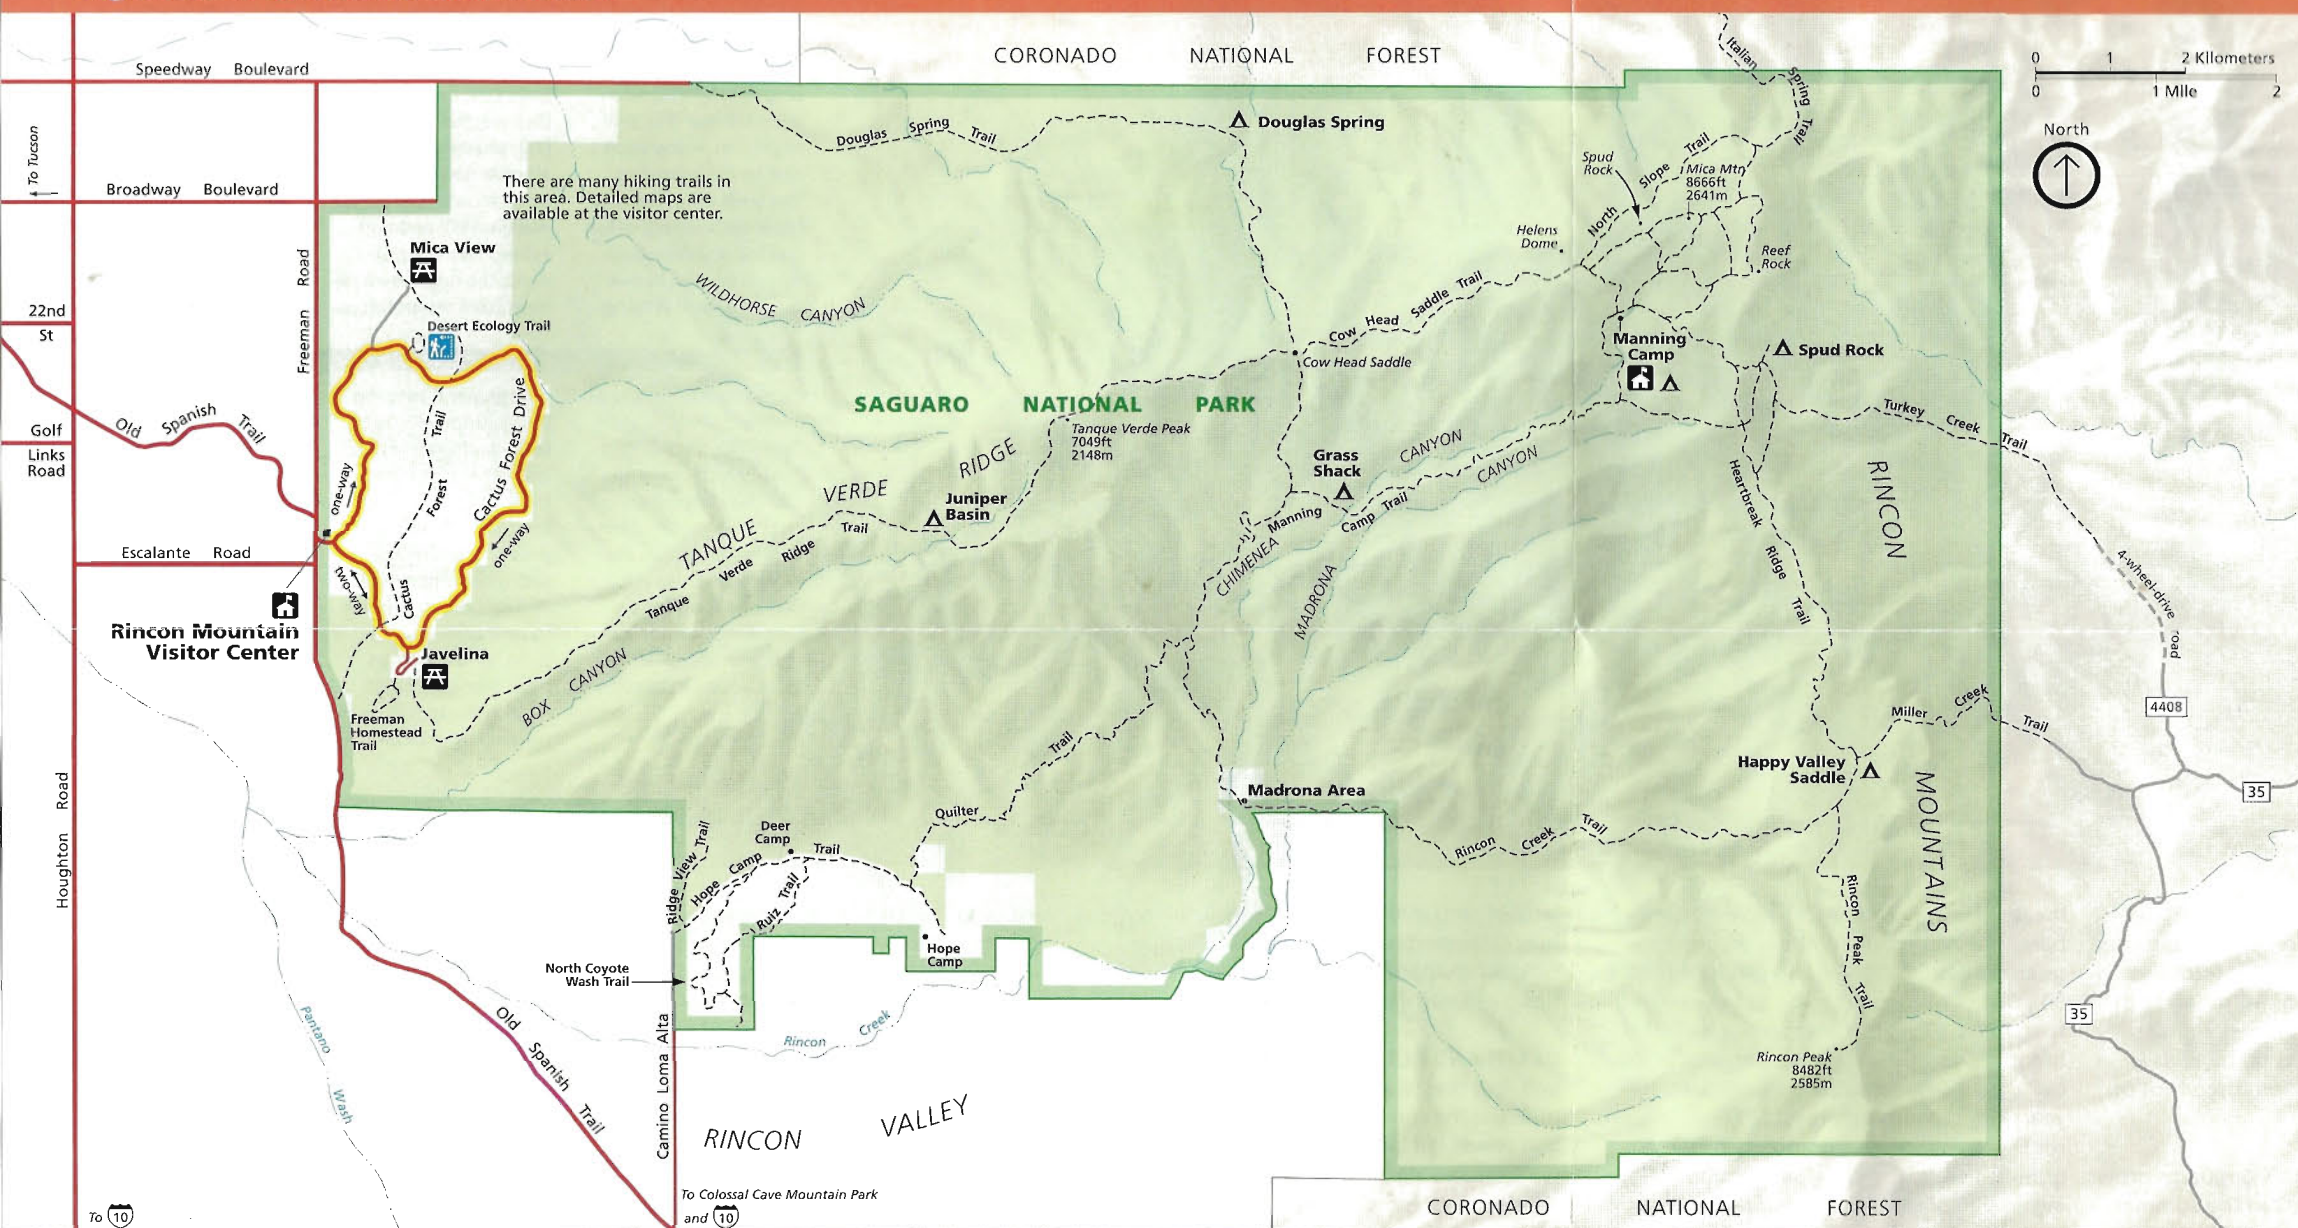 CORONADO NATIONAL FOREST
Speedway Boulevard
To Tucson
Broadway Boulevard
22nd
St
Golf
Links
Road
Old Spanish Trail
Escalante Road
Freeman Road
Houghton Road
Rincon Mountain
Visitor Center
To 10
There are many hiking trails in
this area. Detailed maps are
available at the visitor center.
Mica View
Desert Ecology Trail
Cactus Forest Drive
Cactus Forest Trail
one-way
one-way
two-way
Javelina
Freeman
Homestead
Trail
Douglas Spring Trail
Douglas Spring
WILDHORSE CANYON
SAGUARO NATIONAL PARK
Tanque Verde Peak
7049ft
2148m
TANQUE VERDE RIDGE
Juniper
Basin
Tanque Verde Ridge Trail
BOX CANYON
Cow Head Saddle Trail
Cow Head Saddle
Grass
Shack
Manning Camp Trail
CHIMENEA CANYON
MADRONA CANYON
Italian Spring Trail
Spud
Rock
North Slope Trail
Mica Mtn
8666ft
2641m
Helens
Dome
Reef
Rock
Manning
Camp
Spud Rock
Turkey Creek Trail
Heartbreak Ridge Trail
RINCON MOUNTAINS
4-wheel-drive road
4408
35
35
Miller Creek Trail
Happy Valley
Saddle
Madrona Area
Rincon Creek Trail
Rincon Peak Trail
Rincon Peak
8482ft
2585m
Quilter Trail
Deer
Camp
Hope Camp Trail
Ridge View Trail
Ruiz Trail
Hope
Camp
North Coyote
Wash Trail
Camino Loma Alta
Rincon Creek
Pantano Wash
Old Spanish Trail
RINCON VALLEY
To Colossal Cave Mountain Park
and 10
CORONADO NATIONAL FOREST
0 1 2 Kilometers
0 1 Mile 2
North